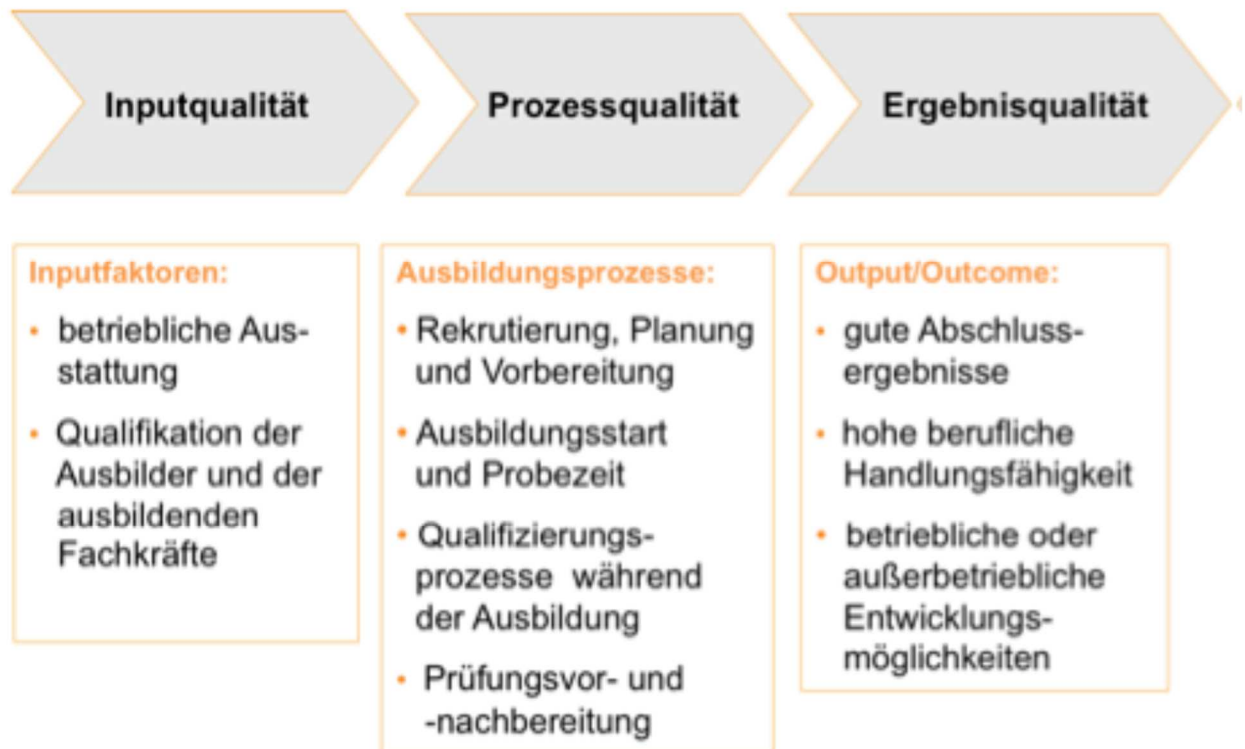 Inputqualität
Prozessqualität
Ergebnisqualität
Inputfaktoren:
• betriebliche Aus-
stattung
• Qualifikation der
Ausbilder und der
ausbildenden
Fachkräfte
Ausbildungsprozesse:
• Rekrutierung, Planung
und Vorbereitung
• Ausbildungsstart
und Probezeit
• Qualifizierungs-
prozesse während
der Ausbildung
• Prüfungsvor- und
-nachbereitung
Output/Outcome:
• gute Abschluss-
ergebnisse
• hohe berufliche
Handlungsfähigkeit
• betriebliche oder
außerbetriebliche
Entwicklungs-
möglichkeiten